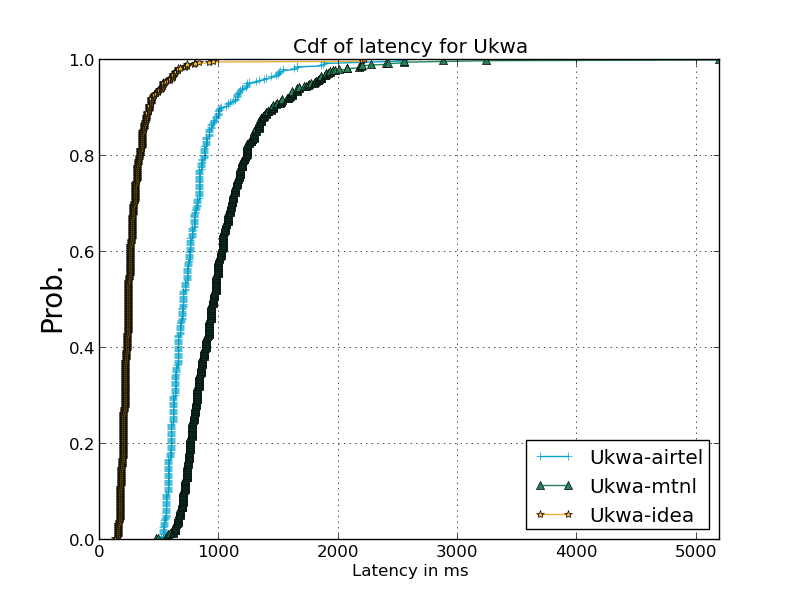 Cdf of latency for Ukwa
Prob.
1.0
0.8
0.6
0.4
0.2
0.0
0 1000 2000 3000 4000 5000
Latency in ms
Ukwa-airtel
Ukwa-mtnl
Ukwa-idea